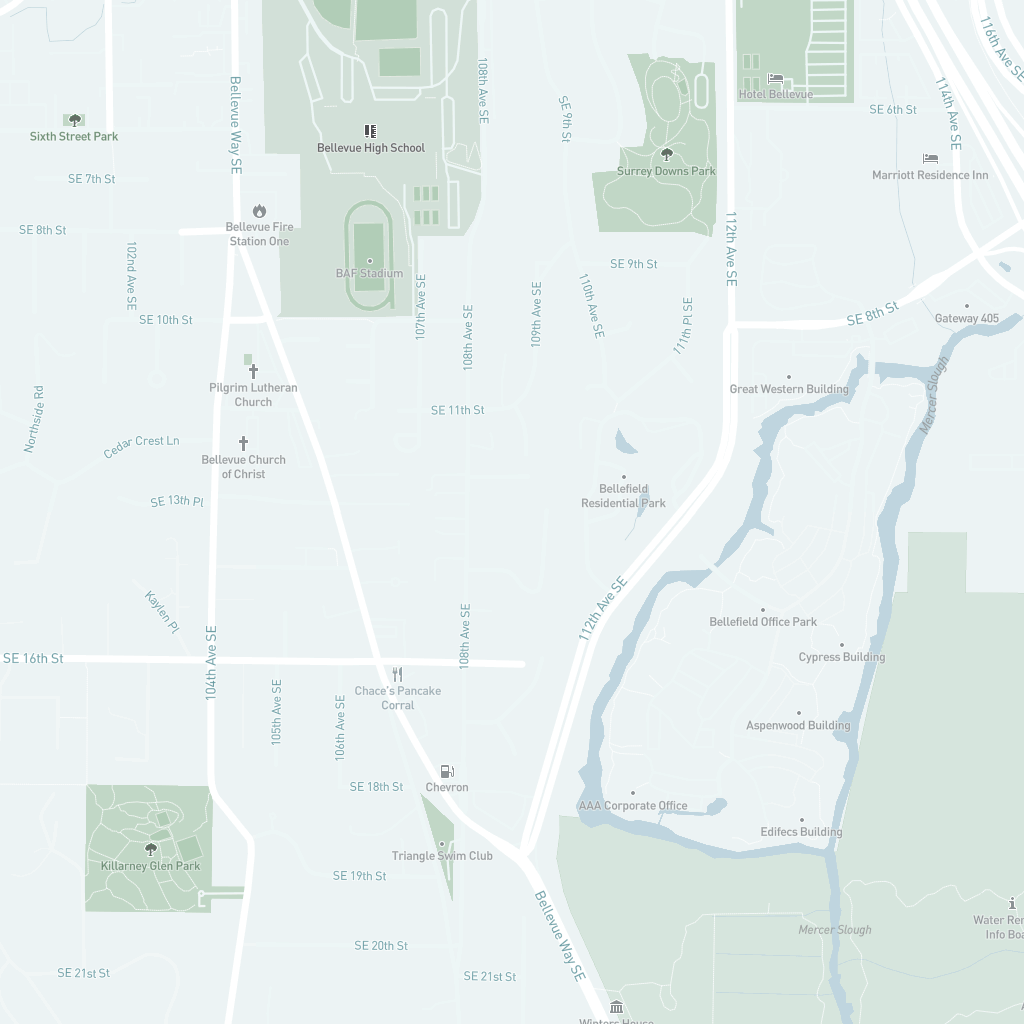 116th Ave SE
Bellevue Way SE
108th Ave SE
SE 9th St
Hotel Bellevue
SE 6th St
114th Ave SE
Sixth Street Park
Bellevue High School
Surrey Downs Park
Marriott Residence Inn
SE 7th St
SE 8th St
Bellevue Fire
Station One
102nd Ave SE
BAF Stadium
112th Ave SE
SE 9th St
107th Ave SE
108th Ave SE
109th Ave SE
110th Ave SE
111th Pl SE
SE 10th St
SE 8th St
Gateway 405
Mercer Slough
Pilgrim Lutheran
Church
Great Western Building
Northside Rd
SE 11th St
Cedar Crest Ln
Bellevue Church
of Christ
SE 13th Pl
Bellefield
Residential Park
Kaylen Pl
112th Ave SE
Bellefield Office Park
108th Ave SE
SE 16th St
104th Ave SE
Cypress Building
Chace's Pancake
Corral
105th Ave SE
106th Ave SE
Aspenwood Building
SE 18th St
Chevron
AAA Corporate Office
Edifecs Building
Triangle Swim Club
Killarney Glen Park
SE 19th St
Bellevue Way SE
Mercer Slough
Water Ren
Info Boa
SE 20th St
SE 21st St
SE 21st St
Winters House